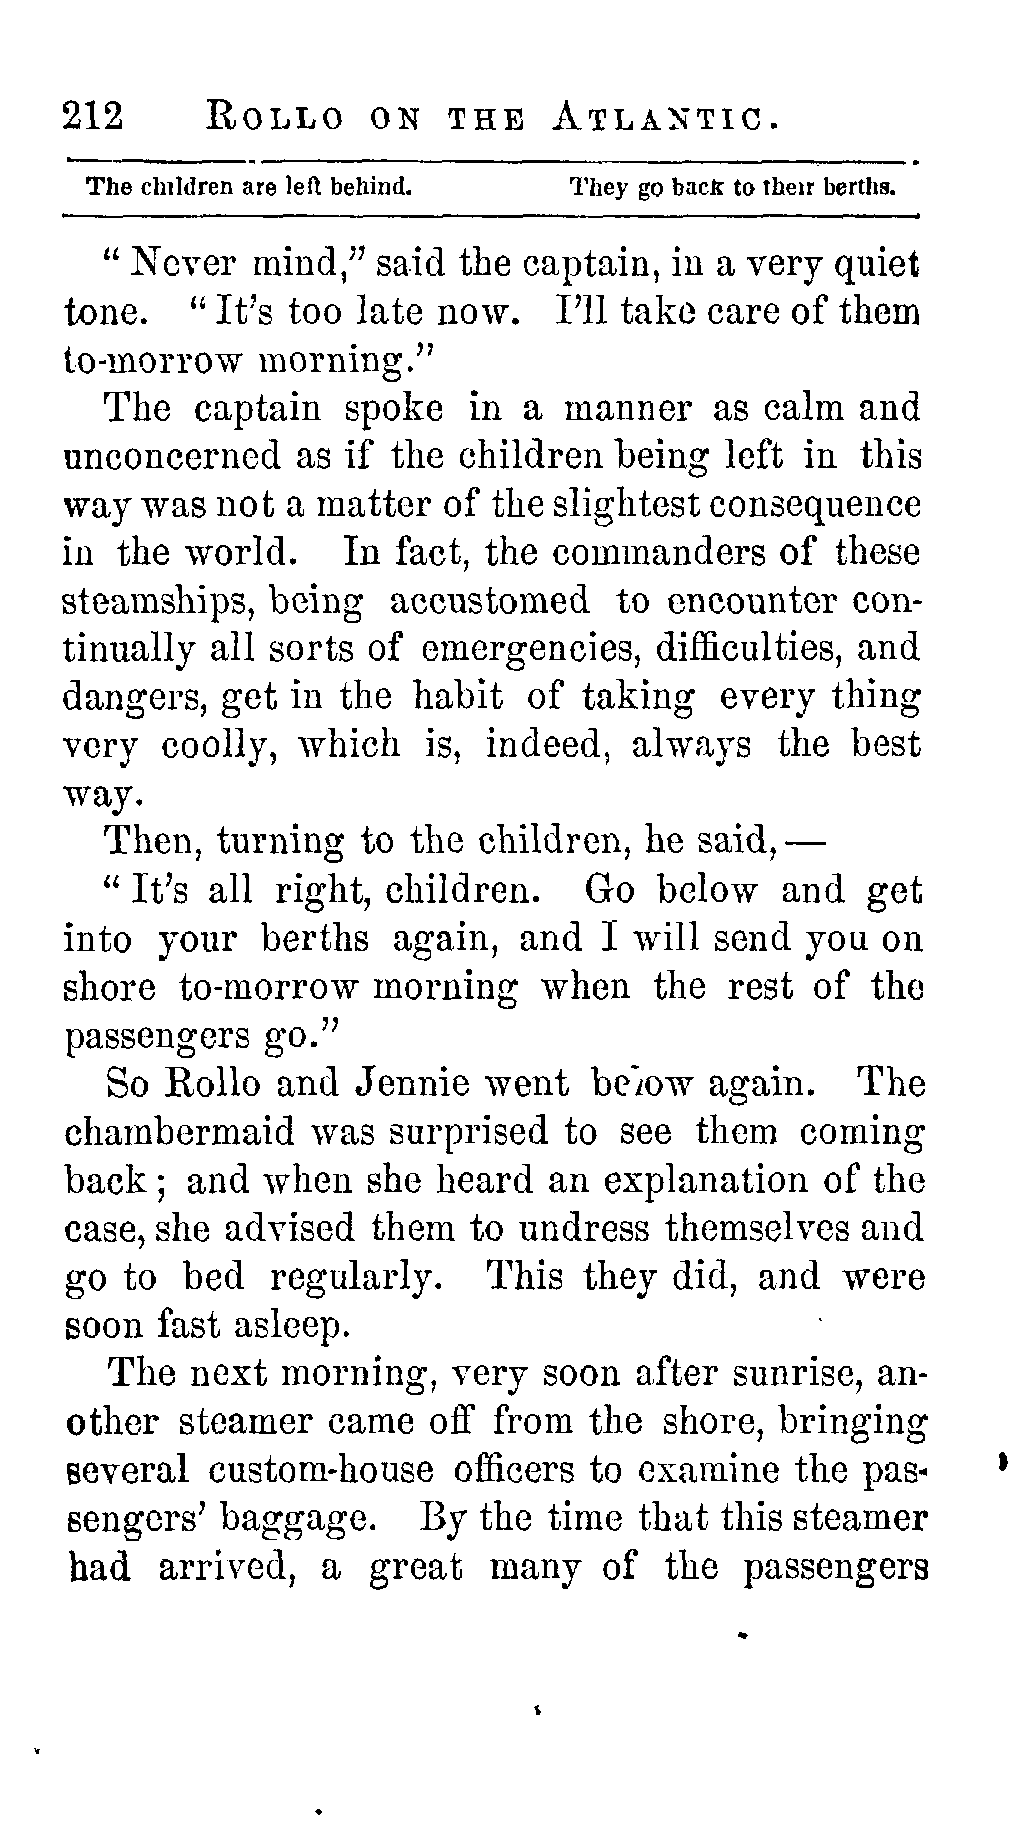 212 ROLLO ON THE ATLANTIC.
The children are left behind. They go back to their berths.
“Never mind,” said the captain, in a very quiet
tone. “It’s too late now. I’ll take care of them
to-morrow morning.”
The captain spoke in a manner as calm and
unconcerned as if the children being left in this
way was not a matter of the slightest consequence
in the world. In fact, the commanders of these
steamships, being accustomed to encounter con-
tinually all sorts of emergencies, difficulties, and
dangers, get in the habit of taking every thing
very coolly, which is, indeed, always the best
way.
Then, turning to the children, he said,—
“It’s all right, children. Go below and get
into your berths again, and I will send you on
shore to-morrow morning when the rest of the
passengers go.”
So Rollo and Jennie went below again. The
chambermaid was surprised to see them coming
back; and when she heard an explanation of the
case, she advised them to undress themselves and
go to bed regularly. This they did, and were
soon fast asleep.
The next morning, very soon after sunrise, an-
other steamer came off from the shore, bringing
several custom-house officers to examine the pas-
sengers’ baggage. By the time that this steamer
had arrived, a great many of the passengers